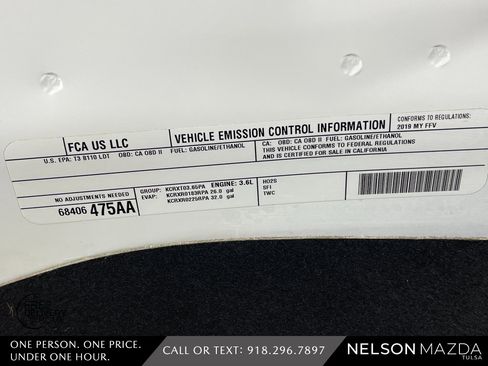 FCA US LLC
VEHICLE EMISSION CONTROL INFORMATION
CONFORMS TO REGULATIONS:
2019 MY FFV
U.S. EPA: T3 B110 LDT OBD: CA OBD II FUEL: GASOLINE/ETHANOL
CA: OBD: CA OBD II FUEL: GASOLINE/ETHANOL
THIS VEHICLE CONFORMS TO FEDERAL REGULATIONS
AND IS CERTIFIED FOR SALE IN CALIFORNIA
NO ADJUSTMENTS NEEDED
68406 475AA
GROUP: KCRXT03.65PA ENGINE: 3.6L
EVAP: KCRXR0183RPA 26.0 gal
KCRXR0225RPA 32.0 gal
HO2S
SFI
TWC
ONE PERSON. ONE PRICE.
UNDER ONE HOUR.
CALL OR TEXT: 918.296.7897
NELSON MAZDA
TULSA